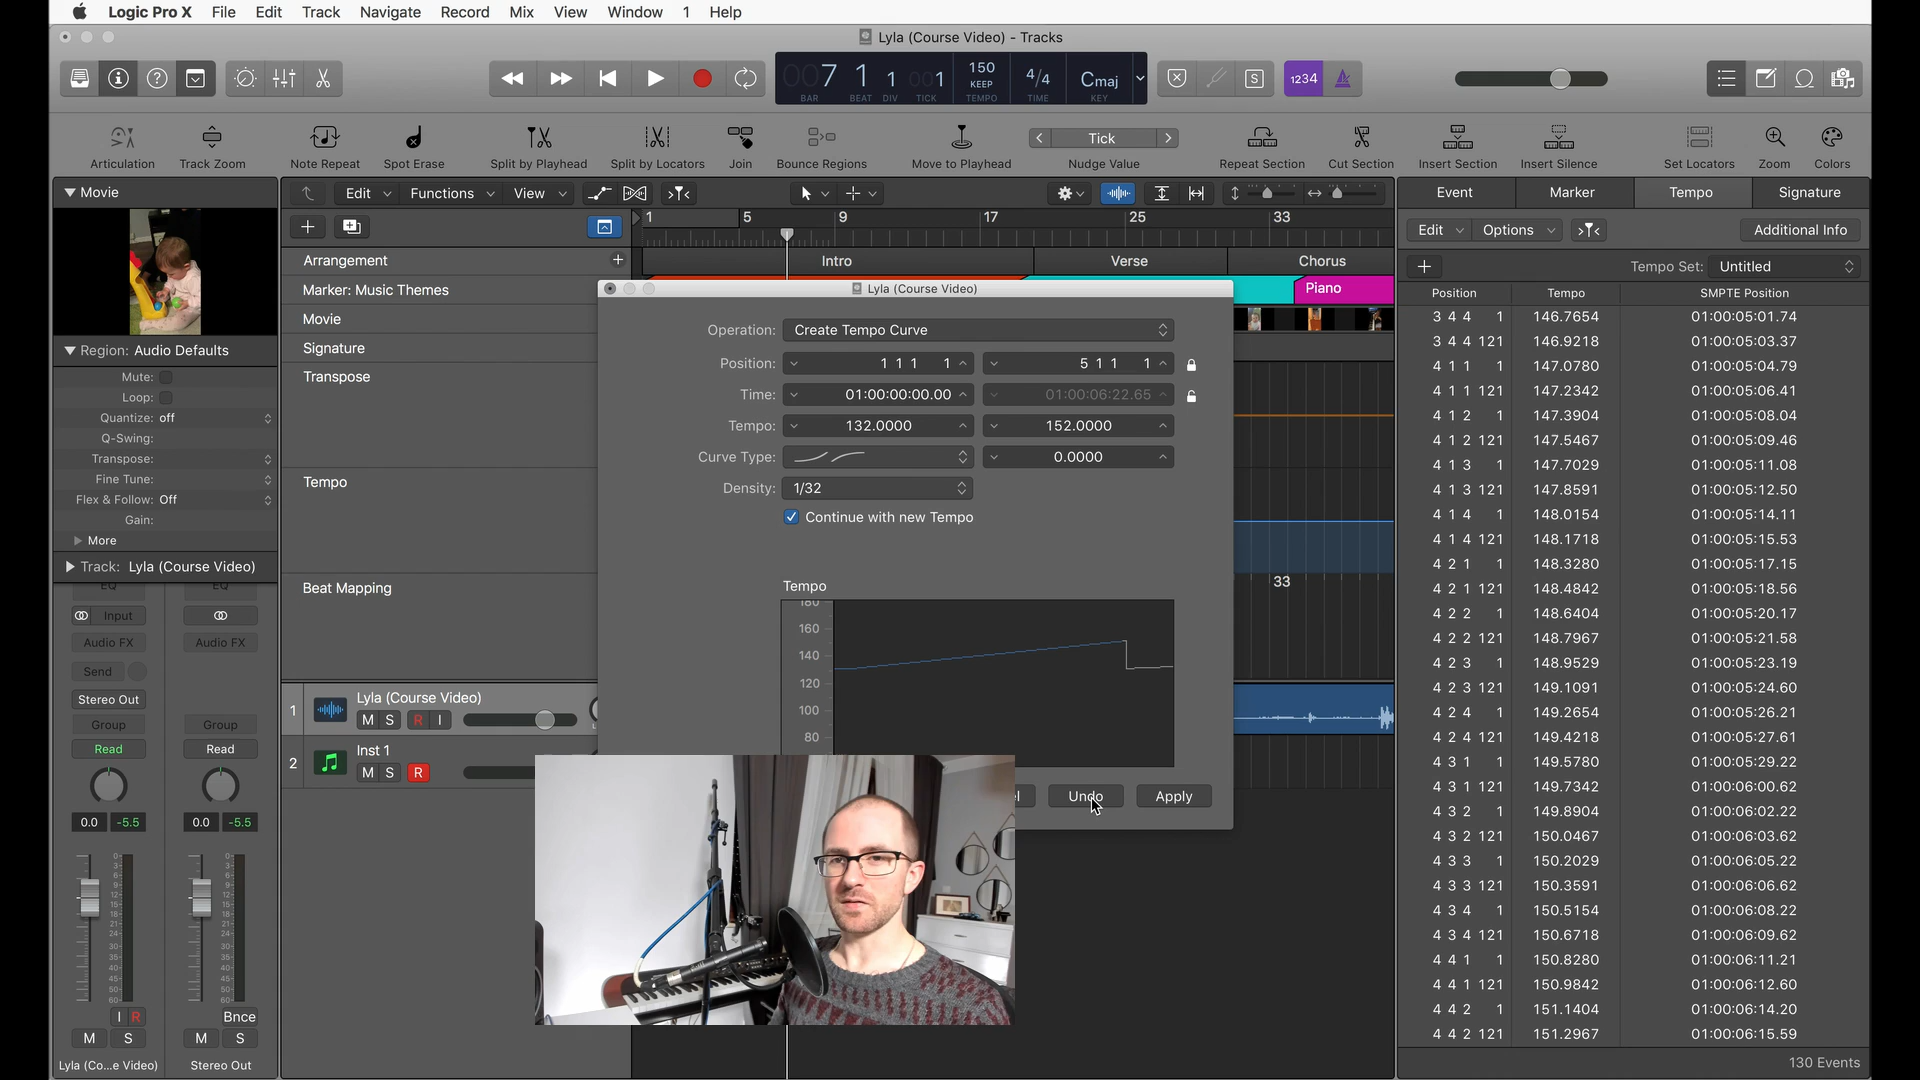 Logic Pro X File Edit Track Navigate Record Mix View Window 1 Help
Lyla (Course Video) - Tracks
007 1 1 001 150 KEEP 4/4 Cmaj
BAR BEAT DIV TICK TEMPO TIME KEY
S 1234
Articulation Track Zoom Note Repeat Spot Erase Split by Playhead Split by Locators Join Bounce Regions Move to Playhead Tick Nudge Value Repeat Section Cut Section Insert Section Insert Silence Set Locators Zoom Colors
Movie
Edit Functions View
Event Marker Tempo Signature
1 5 9 17 25 33
Edit Options Additional Info
Arrangement Intro Verse Chorus
Tempo Set: Untitled
Marker: Music Themes
Piano
Movie
Signature
Transpose
Tempo
Beat Mapping
33
Region: Audio Defaults
Mute:
Loop:
Quantize: off
Q-Swing:
Transpose:
Fine Tune:
Flex & Follow: Off
Gain:
More
Track: Lyla (Course Video)
EQ EQ
Input
Audio FX Audio FX
Send
Stereo Out
Group Group
Read Read
0.0 -5.5 0.0 -5.5
I R Bnce
M S M S
Lyla (Co...e Video) Stereo Out
1 Lyla (Course Video)
M S R I
2 Inst 1
M S R
Lyla (Course Video)
Operation: Create Tempo Curve
Position: 1 1 1 1 5 1 1 1
Time: 01:00:00:00.00 01:00:06:22.65
Tempo: 132.0000 152.0000
Curve Type: 0.0000
Density: 1/32
Continue with new Tempo
Tempo
180
160
140
120
100
80
Undo Apply
Position Tempo SMPTE Position
3 4 4 1 146.7654 01:00:05:01.74
3 4 4 121 146.9218 01:00:05:03.37
4 1 1 1 147.0780 01:00:05:04.79
4 1 1 121 147.2342 01:00:05:06.41
4 1 2 1 147.3904 01:00:05:08.04
4 1 2 121 147.5467 01:00:05:09.46
4 1 3 1 147.7029 01:00:05:11.08
4 1 3 121 147.8591 01:00:05:12.50
4 1 4 1 148.0154 01:00:05:14.11
4 1 4 121 148.1718 01:00:05:15.53
4 2 1 1 148.3280 01:00:05:17.15
4 2 1 121 148.4842 01:00:05:18.56
4 2 2 1 148.6404 01:00:05:20.17
4 2 2 121 148.7967 01:00:05:21.58
4 2 3 1 148.9529 01:00:05:23.19
4 2 3 121 149.1091 01:00:05:24.60
4 2 4 1 149.2654 01:00:05:26.21
4 2 4 121 149.4218 01:00:05:27.61
4 3 1 1 149.5780 01:00:05:29.22
4 3 1 121 149.7342 01:00:06:00.62
4 3 2 1 149.8904 01:00:06:02.22
4 3 2 121 150.0467 01:00:06:03.62
4 3 3 1 150.2029 01:00:06:05.22
4 3 3 121 150.3591 01:00:06:06.62
4 3 4 1 150.5154 01:00:06:08.22
4 3 4 121 150.6718 01:00:06:09.62
4 4 1 1 150.8280 01:00:06:11.21
4 4 1 121 150.9842 01:00:06:12.60
4 4 2 1 151.1404 01:00:06:14.20
4 4 2 121 151.2967 01:00:06:15.59
130 Events